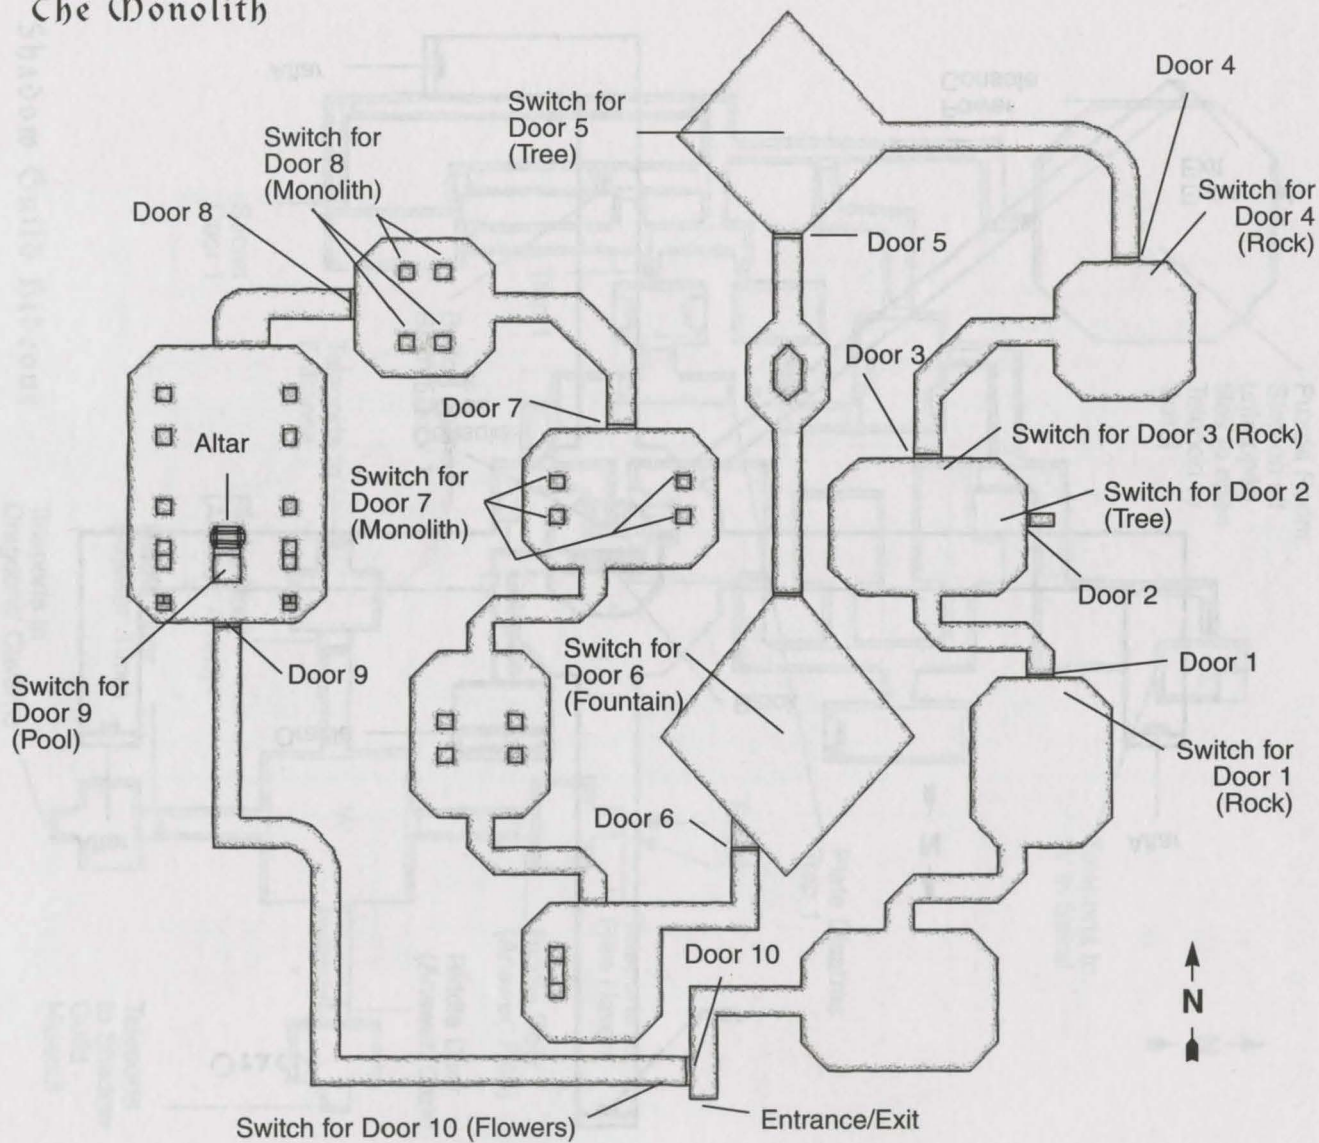 The Monolith
Door 4
Switch for
Door 5
(Tree)
Switch for
Door 8
(Monolith)
Switch for
Door 4
(Rock)
Door 8
Door 5
Door 3
Door 7
Altar
Switch for Door 3 (Rock)
Switch for
Door 7
(Monolith)
Switch for Door 2
(Tree)
Door 2
Switch for
Door 6
(Fountain)
Door 1
Door 9
Switch for
Door 9
(Pool)
Switch for
Door 1
(Rock)
Door 6
Door 10
N
Entrance/Exit
Switch for Door 10 (Flowers)